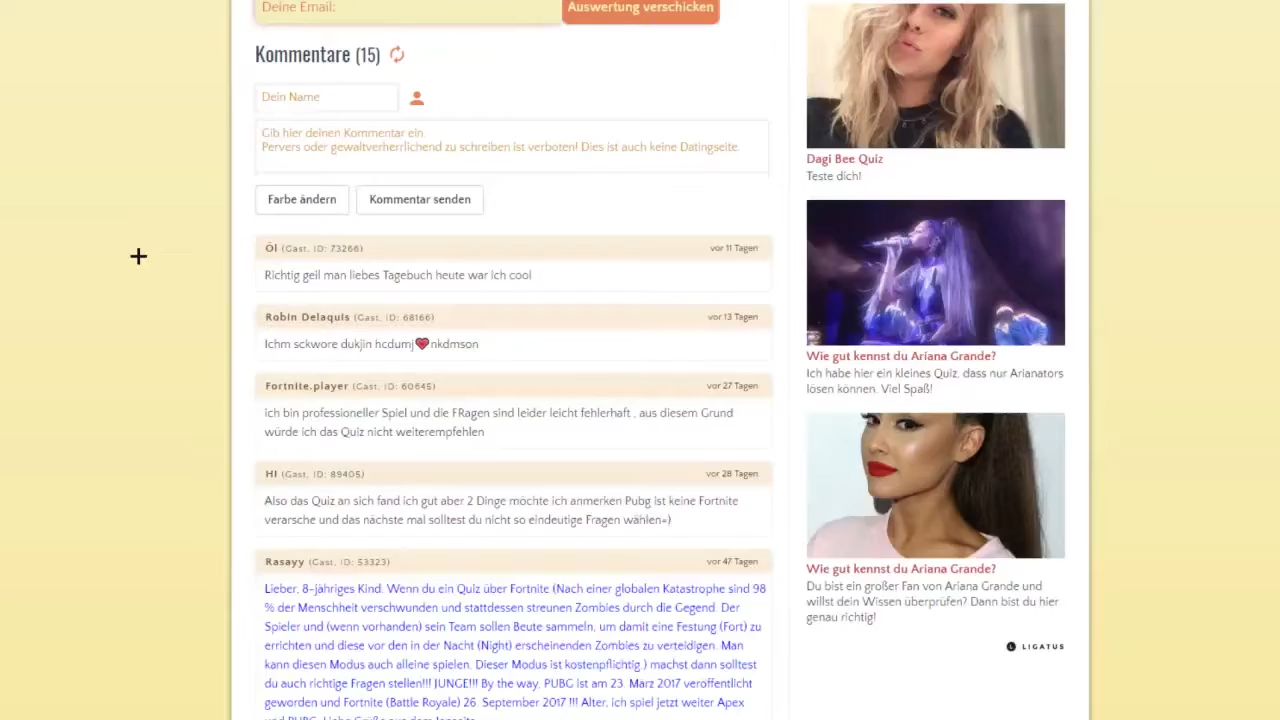 Deine Email:
Auswertung verschicken
Kommentare (15)
Dein Name
Gib hier deinen Kommentar ein.
Pervers oder gewaltverherrlichend zu schreiben ist verboten! Dies ist auch keine Datingseite.
Farbe ändern
Kommentar senden
Öl (Gast, ID: 73266)
vor 11 Tagen
Richtig geil man liebes Tagebuch heute war ich cool
Robin Delaquis (Gast, ID: 68166)
vor 13 Tagen
Ichm sckwore dukjin hcdumj❤nkdmson
Fortnite.player (Gast, ID: 60645)
vor 27 Tagen
ich bin professioneller Spiel und die FRagen sind leider leicht fehlerhaft , aus diesem Grund
würde ich das Quiz nicht weiterempfehlen
HI (Gast, ID: 89405)
vor 28 Tagen
Also das Quiz an sich fand ich gut aber 2 Dinge möchte ich anmerken Pubg ist keine Fortnite
verarsche und das nächste mal solltest du nicht so eindeutige Fragen wählen=)
Rasayy (Gast, ID: 53323)
vor 47 Tagen
Lieber, 8-jähriges Kind. Wenn du ein Quiz über Fortnite (Nach einer globalen Katastrophe sind 98
% der Menschheit verschwunden und stattdessen streunen Zombies durch die Gegend. Der
Spieler und (wenn vorhanden) sein Team sollen Beute sammeln, um damit eine Festung (Fort) zu
errichten und diese vor den in der Nacht (Night) erscheinenden Zombies zu verteidigen. Man
kann diesen Modus auch alleine spielen. Dieser Modus ist kostenpflichtig.) machst dann solltest
du auch richtige Fragen stellen!!! JUNGE!!! By the way, PUBG ist am 23. März 2017 veröffentlicht
geworden und Fortnite (Battle Royale) 26. September 2017 !!! Alter, ich spiel jetzt weiter Apex
Dagi Bee Quiz
Teste dich!
Wie gut kennst du Ariana Grande?
Ich habe hier ein kleines Quiz, dass nur Arianators
lösen können. Viel Spaß!
Wie gut kennst du Ariana Grande?
Du bist ein großer Fan von Ariana Grande und
willst dein Wissen überprüfen? Dann bist du hier
genau richtig!
LIGATUS